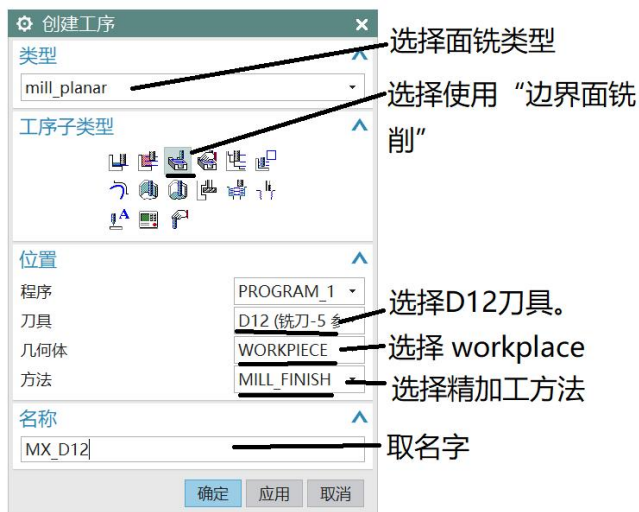 创建工序
类型
mill_planar
工序子类型
位置
程序 PROGRAM_1
刀具 D12 (铣刀-5 参
几何体 WORKPIECE
方法 MILL_FINISH
名称
MX_D12
确定 应用 取消
选择面铣类型
选择使用“边界面铣
削”
选择D12刀具。
选择 workplace
选择精加工方法
取名字